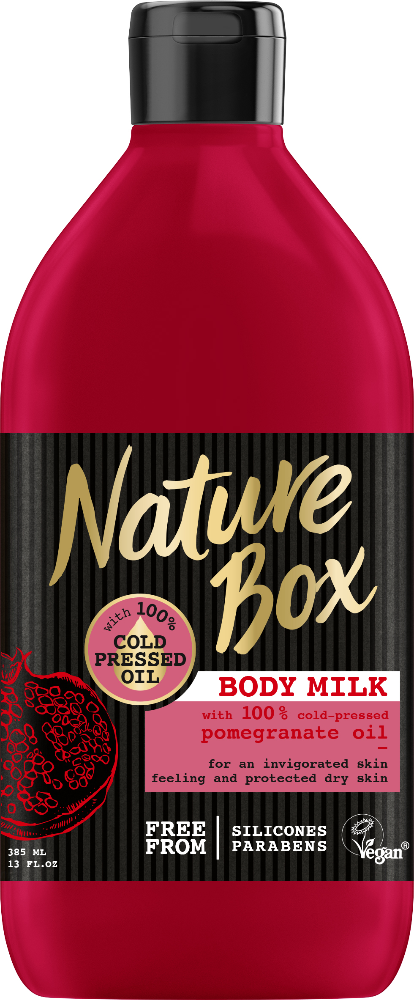 Nature
Box
with 100%
COLD
PRESSED
OIL
BODY MILK
with 100% cold-pressed
pomegranate oil
–
for an invigorated skin
feeling and protected dry skin
FREE
FROM
SILICONES
PARABENS
Vegan®
385 ML
13 FL.OZ